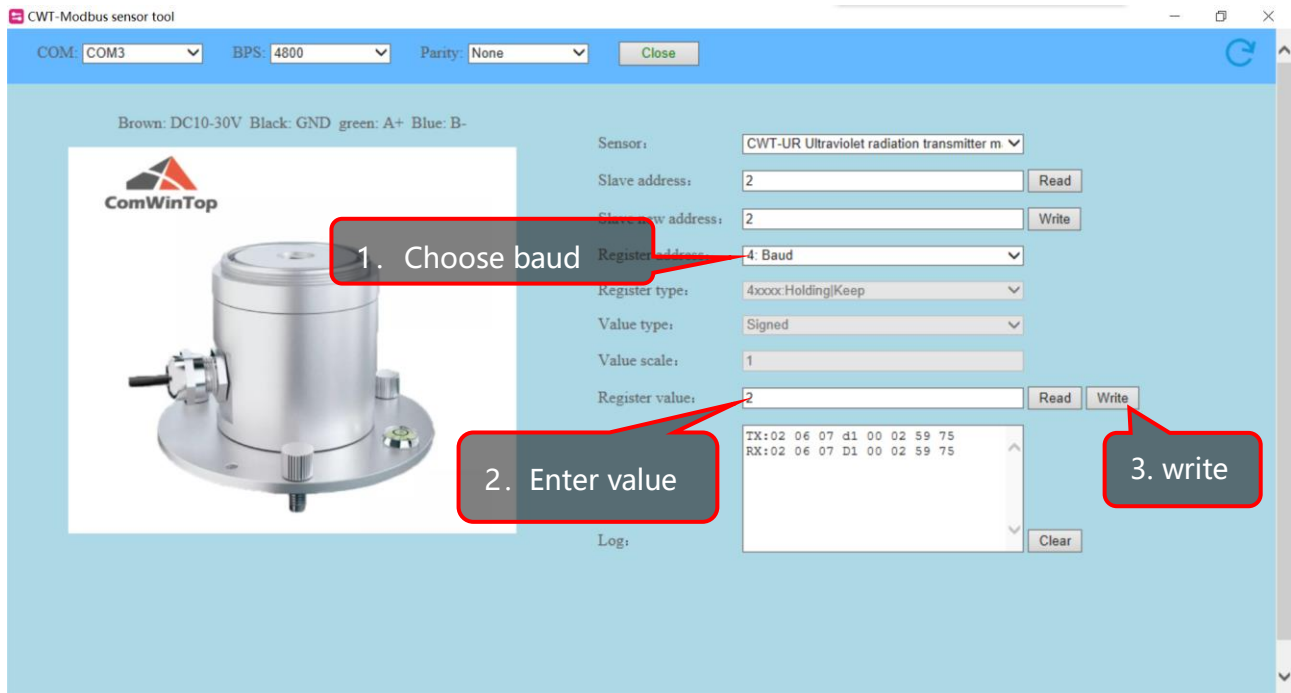 CWT-Modbus sensor tool
COM: COM3 BPS: 4800 Parity: None Close
Brown: DC10-30V Black: GND green: A+ Blue: B-
ComWinTop
Sensor: CWT-UR Ultraviolet radiation transmitter m
Slave address: 2 Read
Slave new address: 2 Write
1. Choose baud
Register address: 4: Baud
Register type: 4xxxx:Holding|Keep
Value type: Signed
Value scale: 1
Register value: 2 Read Write
TX:02 06 07 d1 00 02 59 75
RX:02 06 07 D1 00 02 59 75
2. Enter value
3. write
Log: Clear